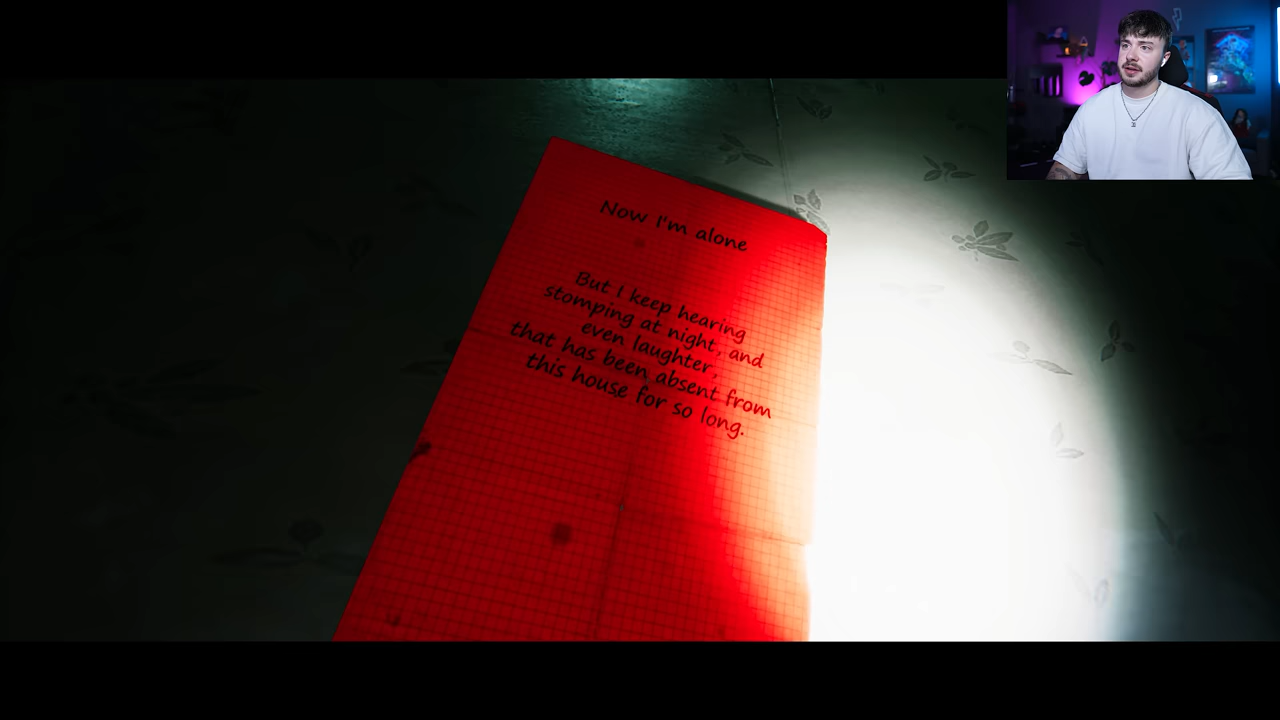 Now I'm alone
But I keep hearing
stomping at night, and
even laughter,
that has been absent from
this house for so long.